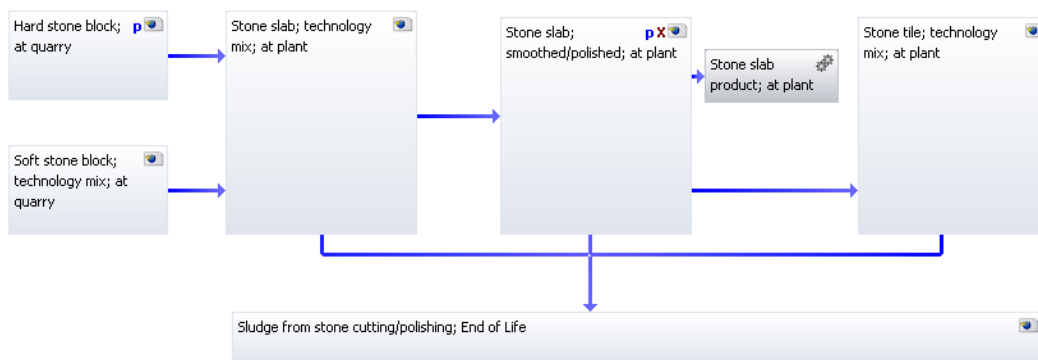 Hard stone block; p
at quarry
Stone slab; technology
mix; at plant
Stone slab; p X
smoothed/polished; at plant
Stone slab
product; at plant
Stone tile; technology
mix; at plant
Soft stone block;
technology mix; at
quarry
Sludge from stone cutting/polishing; End of Life